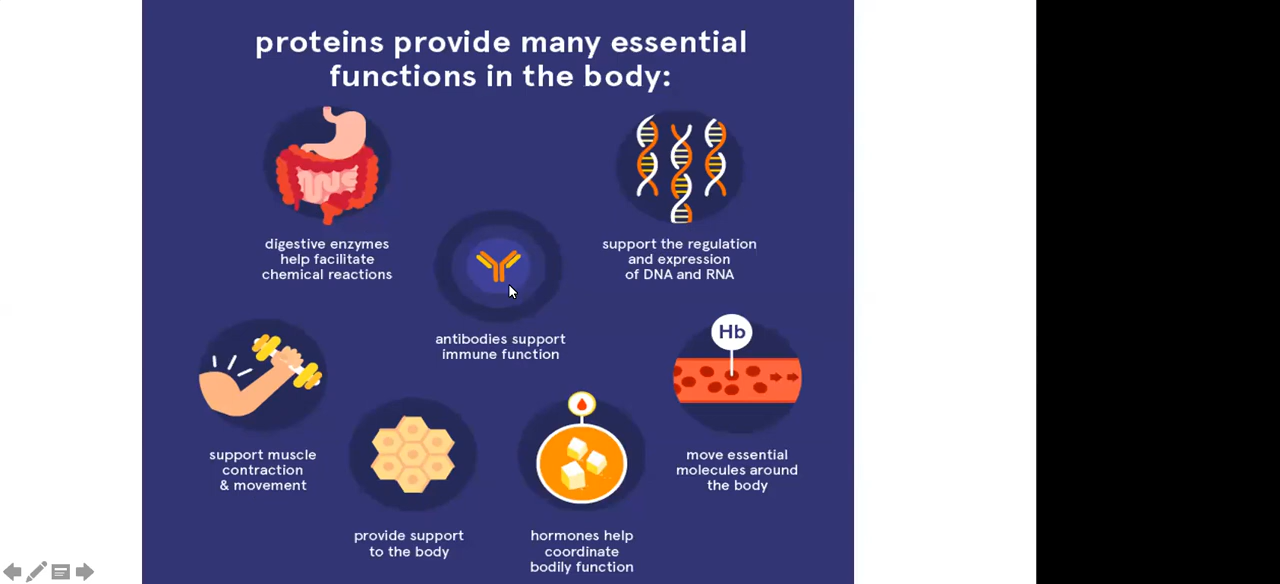 proteins provide many essential
functions in the body:
digestive enzymes
help facilitate
chemical reactions
support the regulation
and expression
of DNA and RNA
antibodies support
immune function
Hb
support muscle
contraction
& movement
move essential
molecules around
the body
provide support
to the body
hormones help
coordinate
bodily function